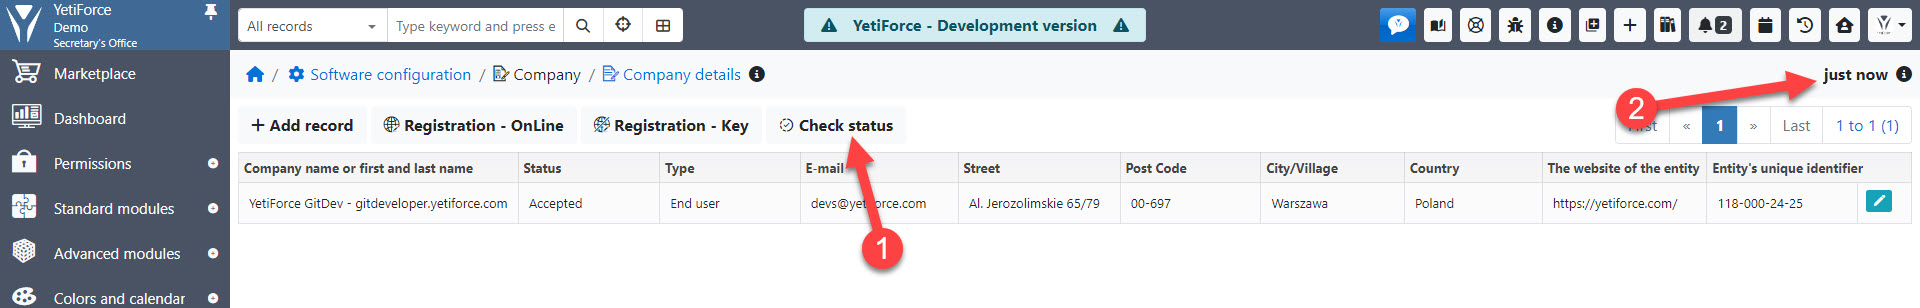 YetiForce
Demo
Secretary's Office
All records
Type keyword and press e
YetiForce - Development version
2
Marketplace
Dashboard
Permissions
Standard modules
Advanced modules
Colors and calendar
/ Software configuration / Company / Company details
just now
2
+ Add record
Registration - OnLine
Registration - Key
Check status
First « 1 » Last 1 to 1 (1)
Company name or first and last name Status Type E-mail Street Post Code City/Village Country The website of the entity Entity's unique identifier
YetiForce GitDev - gitdeveloper.yetiforce.com Accepted End user devs@yetiforce.com Al. Jerozolimskie 65/79 00-697 Warszawa Poland https://yetiforce.com/ 118-000-24-25
1